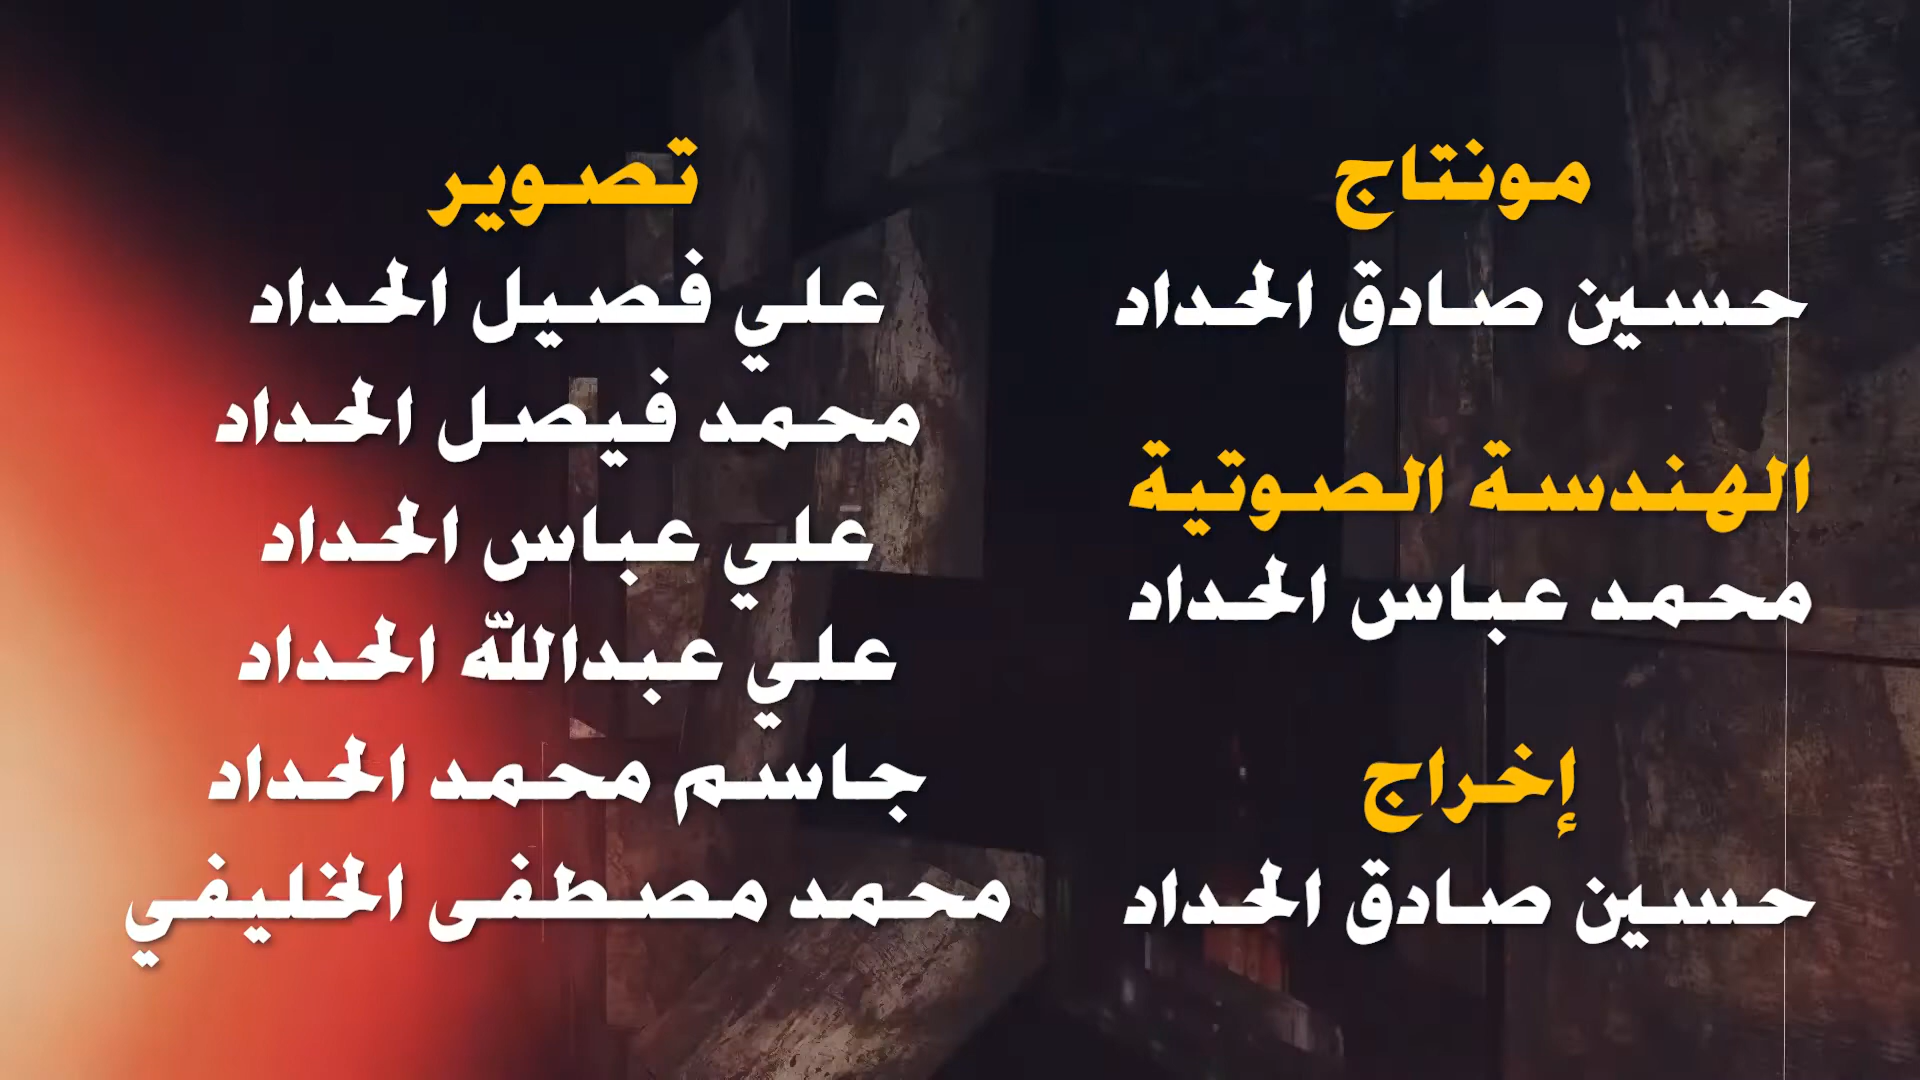 مونتاج
حسين صادق الحداد
الهندسة الصوتية
محمد عباس الحداد
إخراج
حسين صادق الحداد
تصوير
علي فصيل الحداد
محمد فيصل الحداد
علي عباس الحداد
علي عبدالله الحداد
جاسم محمد الحداد
محمد مصطفى الخليفي